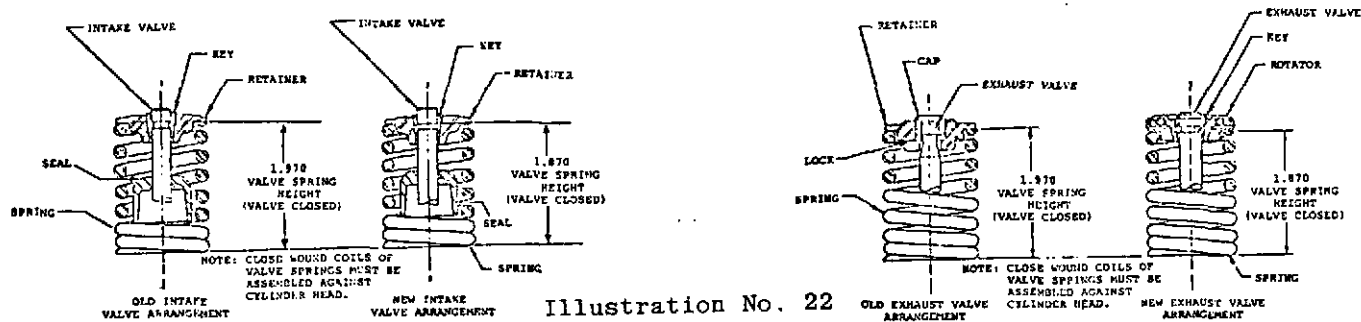 INTAKE VALVE
KEY
RETAINER
SEAL
SPRING
1.970
VALVE SPRING
HEIGHT
(VALVE CLOSED)
NOTE: CLOSE WOUND COILS OF
VALVE SPRINGS MUST BE
ASSEMBLED AGAINST
CYLINDER HEAD.
OLD INTAKE
VALVE ARRANGEMENT
INTAKE VALVE
KEY
RETAINER
1.870
VALVE SPRING
HEIGHT
(VALVE CLOSED)
SEAL
SPRING
NEW INTAKE
VALVE ARRANGEMENT
Illustration No. 22
RETAINER
CAP
EXHAUST VALVE
LOCK
SPRING
1.970
VALVE SPRING
HEIGHT
(VALVE CLOSED)
NOTE: CLOSE WOUND COILS OF
VALVE SPRINGS MUST BE
ASSEMBLED AGAINST
CYLINDER HEAD.
OLD EXHAUST VALVE
ARRANGEMENT
EXHAUST VALVE
KEY
ROTATOR
1.870
VALVE SPRING
HEIGHT
(VALVE CLOSED)
SPRING
NEW EXHAUST VALVE
ARRANGEMENT